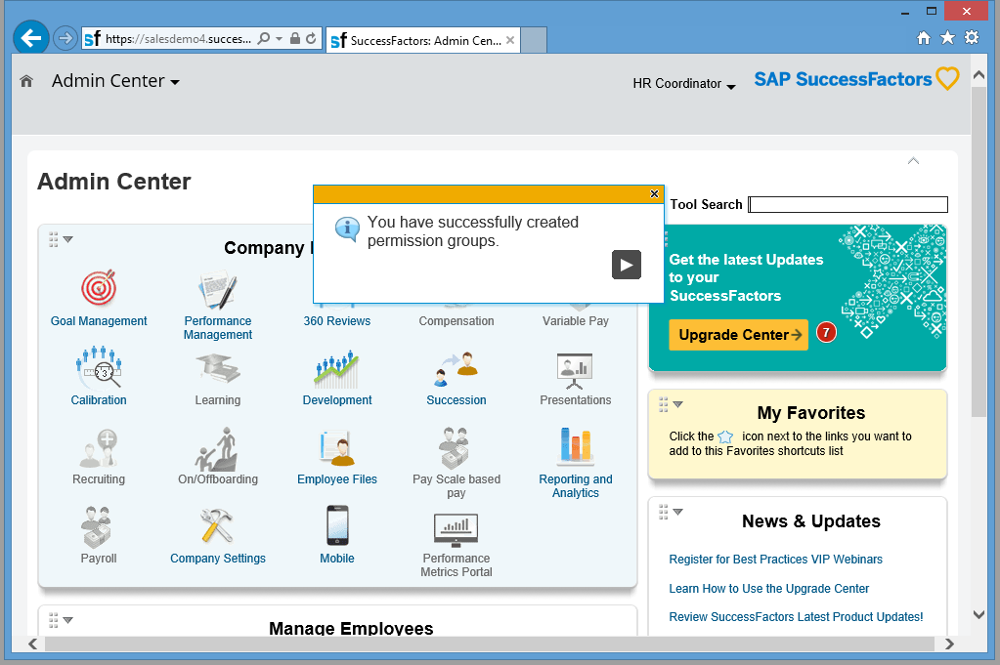 https://salesdemo4.succes...
SuccessFactors: Admin Cen...
Admin Center
HR Coordinator
SAP SuccessFactors
Admin Center
You have successfully created
permission groups.
Tool Search
Company
Goal Management
Performance
Management
360 Reviews
Compensation
Variable Pay
Calibration
Learning
Development
Succession
Presentations
Recruiting
On/Offboarding
Employee Files
Pay Scale based
pay
Reporting and
Analytics
Payroll
Company Settings
Mobile
Performance
Metrics Portal
Manage Employees
Get the latest Updates
to your
SuccessFactors
Upgrade Center
7
My Favorites
Click the icon next to the links you want to
add to this Favorites shortcuts list
News & Updates
Register for Best Practices VIP Webinars
Learn How to Use the Upgrade Center
Review SuccessFactors Latest Product Updates!